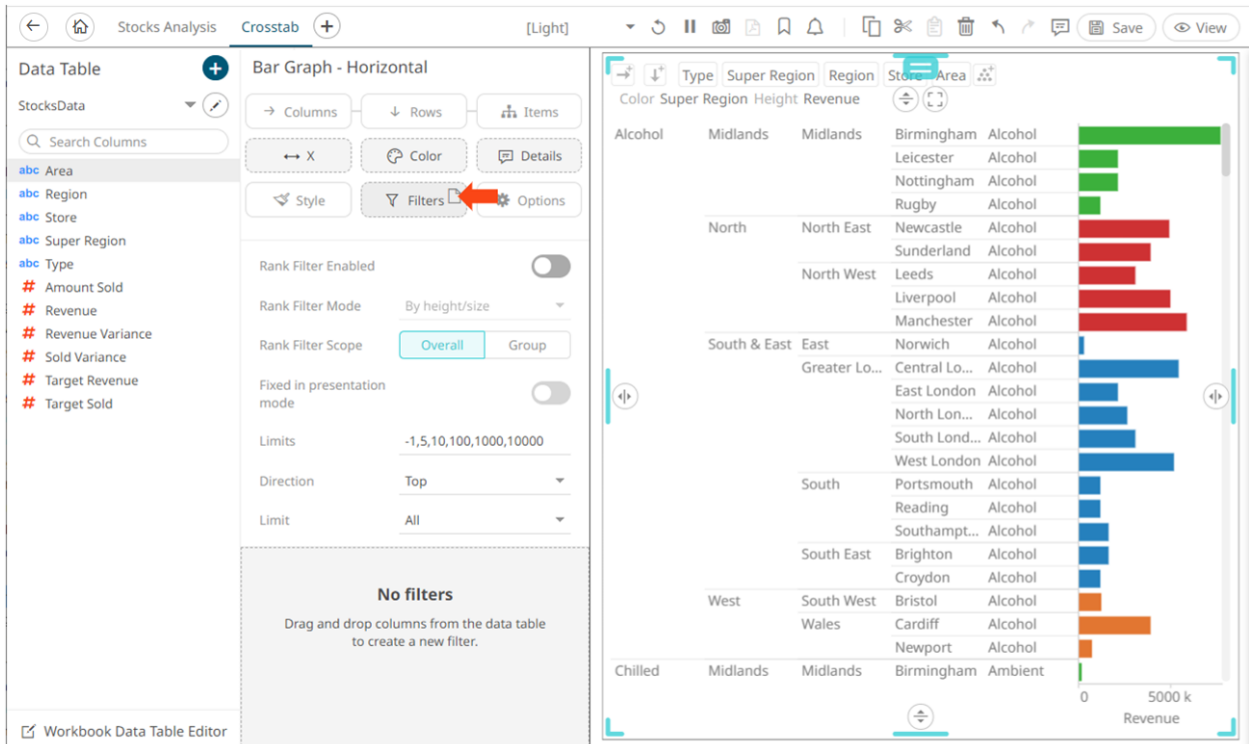 Stocks Analysis Crosstab [Light] Save View
Data Table
StocksData
Search Columns
abc Area
abc Region
abc Store
abc Super Region
abc Type
# Amount Sold
# Revenue
# Revenue Variance
# Sold Variance
# Target Revenue
# Target Sold
Workbook Data Table Editor
Bar Graph - Horizontal
Columns Rows Items
X Color Details
Style Filters Options
Rank Filter Enabled
Rank Filter Mode By height/size
Rank Filter Scope Overall Group
Fixed in presentation
mode
Limits -1,5,10,100,1000,10000
Direction Top
Limit All
No filters
Drag and drop columns from the data table
to create a new filter.
Type Super Region Region Store Area
Color Super Region Height Revenue
Alcohol Midlands Midlands Birmingham Alcohol
Leicester Alcohol
Nottingham Alcohol
Rugby Alcohol
North North East Newcastle Alcohol
Sunderland Alcohol
North West Leeds Alcohol
Liverpool Alcohol
Manchester Alcohol
South & East East Norwich Alcohol
Greater Lo... Central Lo... Alcohol
East London Alcohol
North Lon... Alcohol
South Lond... Alcohol
West London Alcohol
South Portsmouth Alcohol
Reading Alcohol
Southampt... Alcohol
South East Brighton Alcohol
Croydon Alcohol
West South West Bristol Alcohol
Wales Cardiff Alcohol
Newport Alcohol
Chilled Midlands Midlands Birmingham Ambient
0 5000 k
Revenue